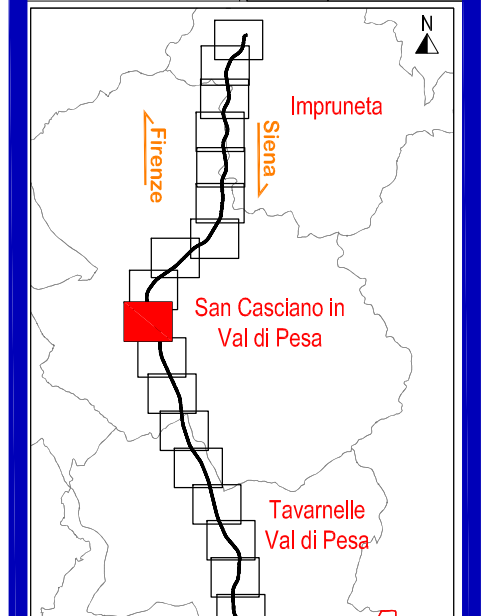 N
Impruneta
Firenze
Siena
San Casciano in
Val di Pesa
Tavarnelle
Val di Pesa